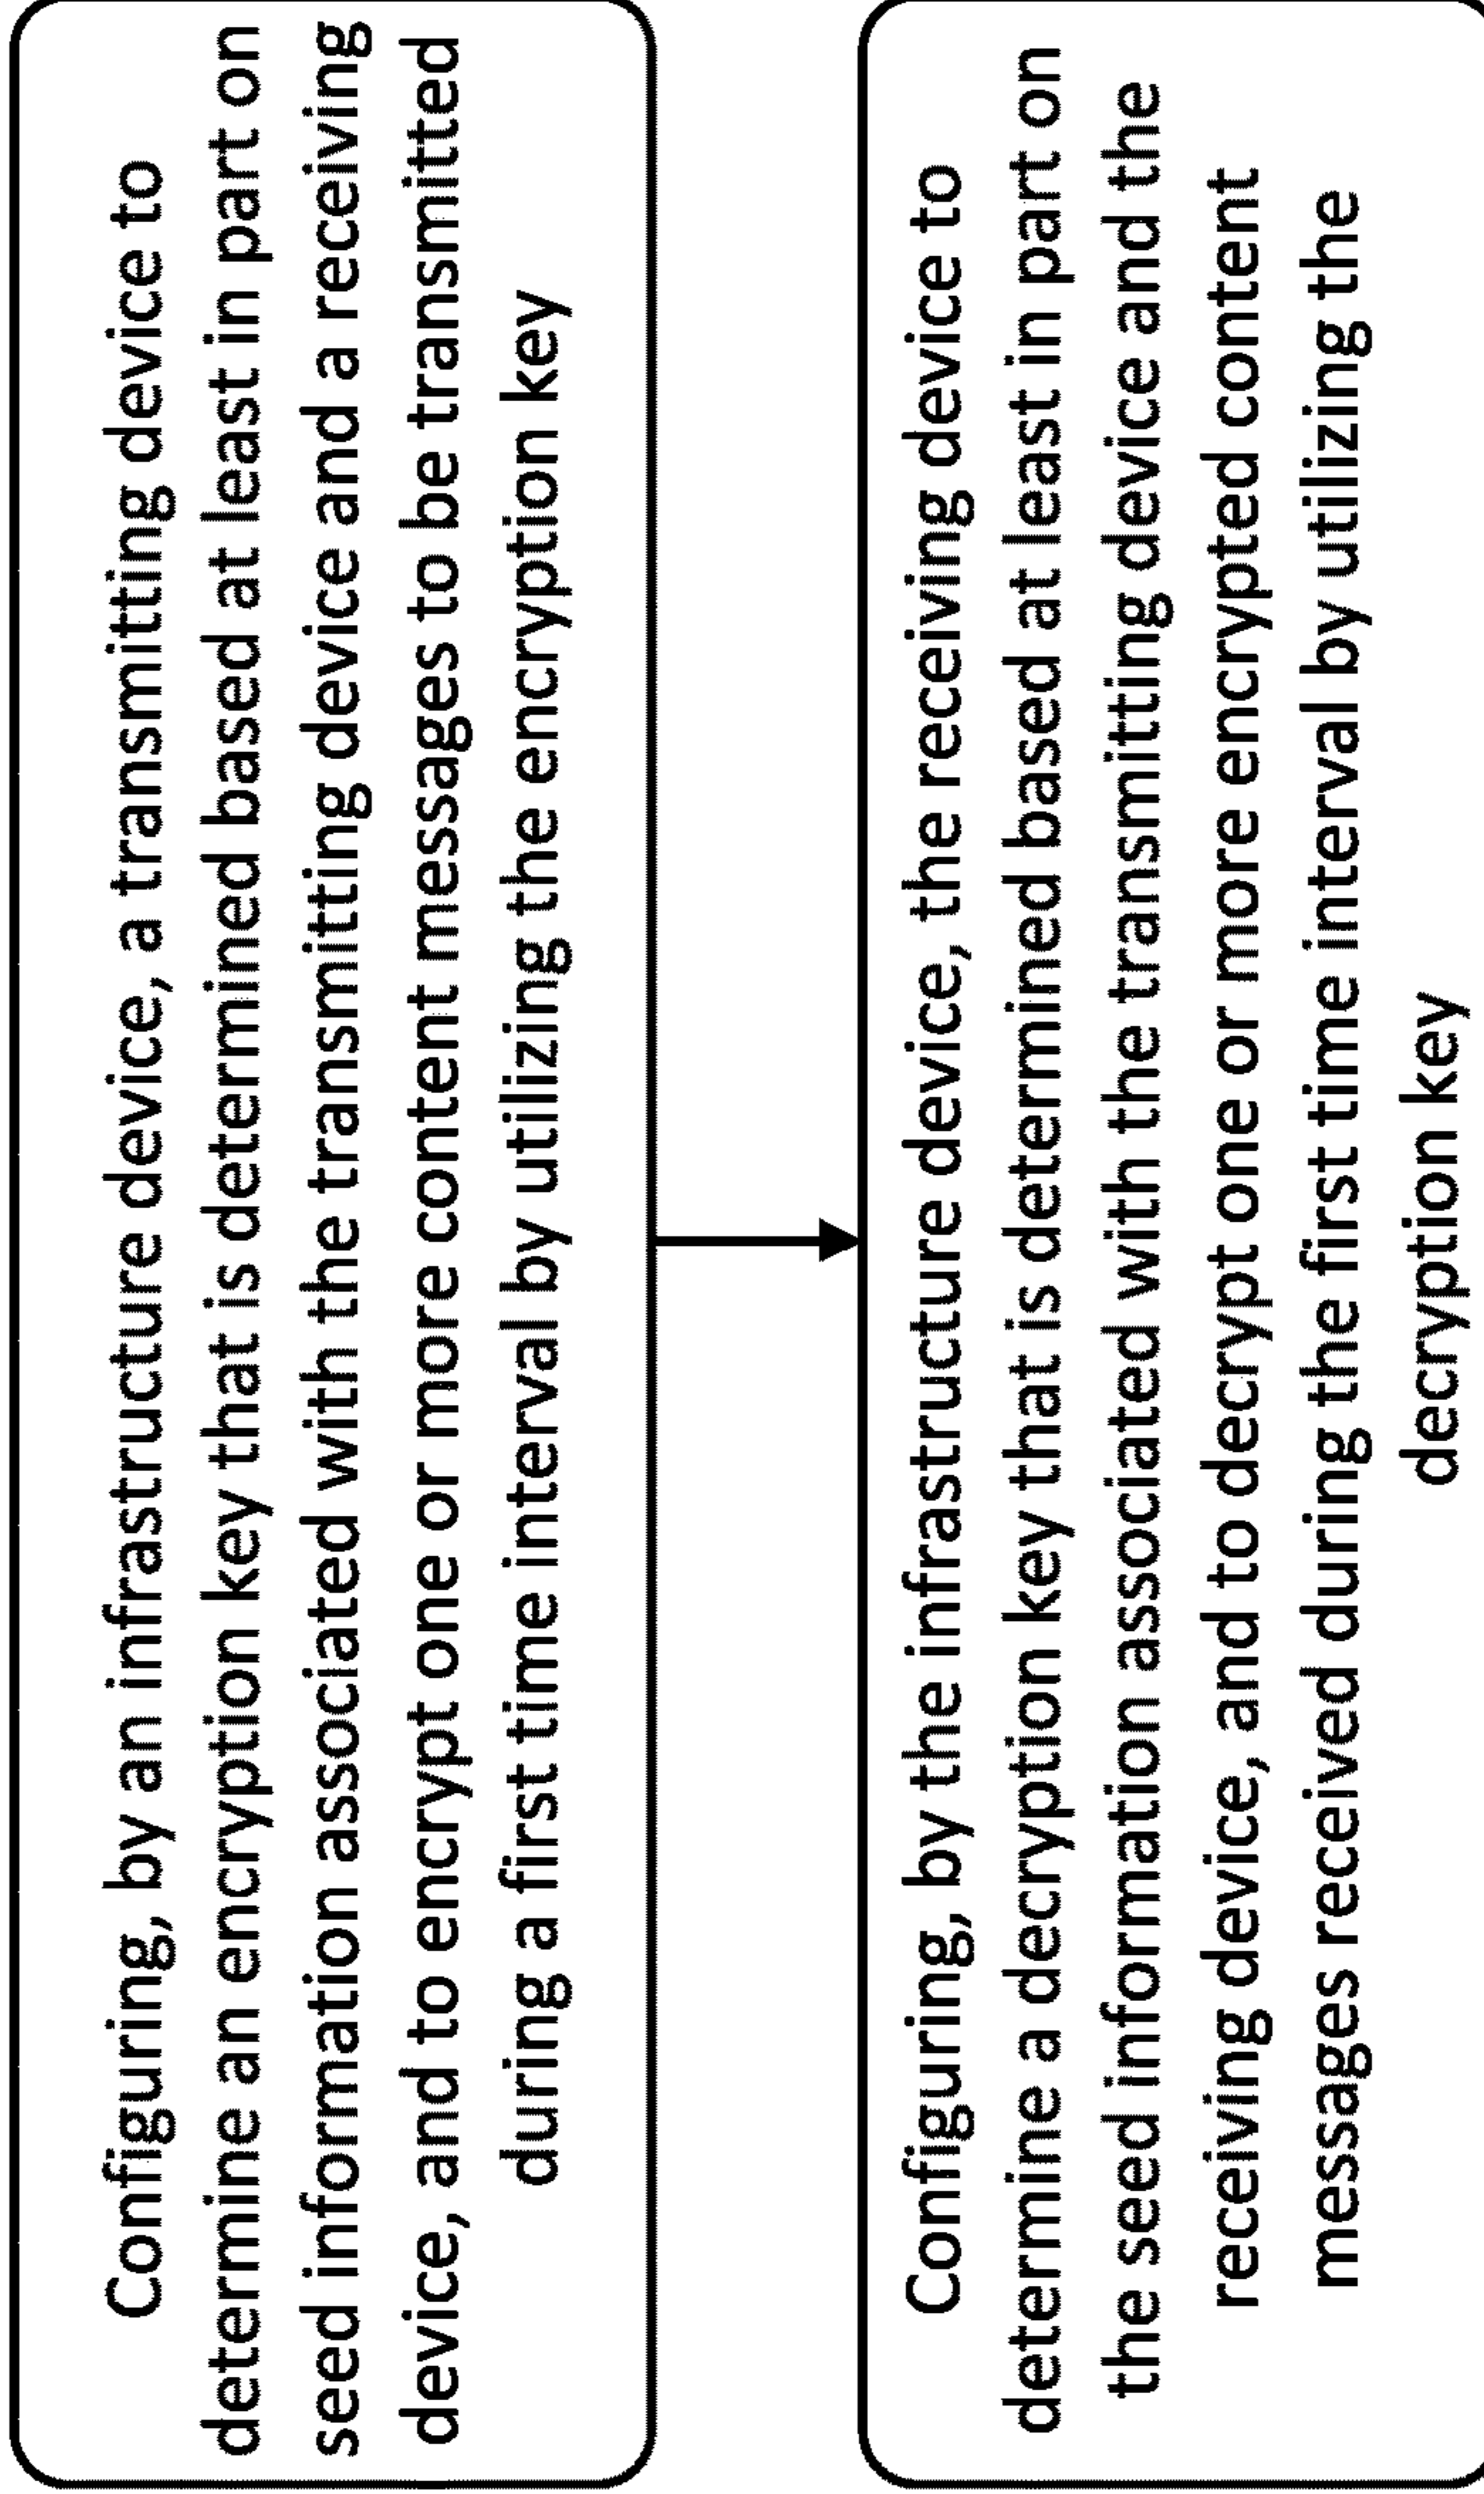 Configuring, by an infrastructure device, a transmitting device to
determine an encryption key that is determined based at least in part on
seed information associated with the transmitting device and a receiving
device, and to encrypt one or more content messages to be transmitted
during a first time interval by utilizing the encryption key
Configuring, by the infrastructure device, the receiving device to
determine a decryption key that is determined based at least in part on
the seed information associated with the transmitting device and the
receiving device, and to decrypt one or more encrypted content
messages received during the first time interval by utilizing the
decryption key